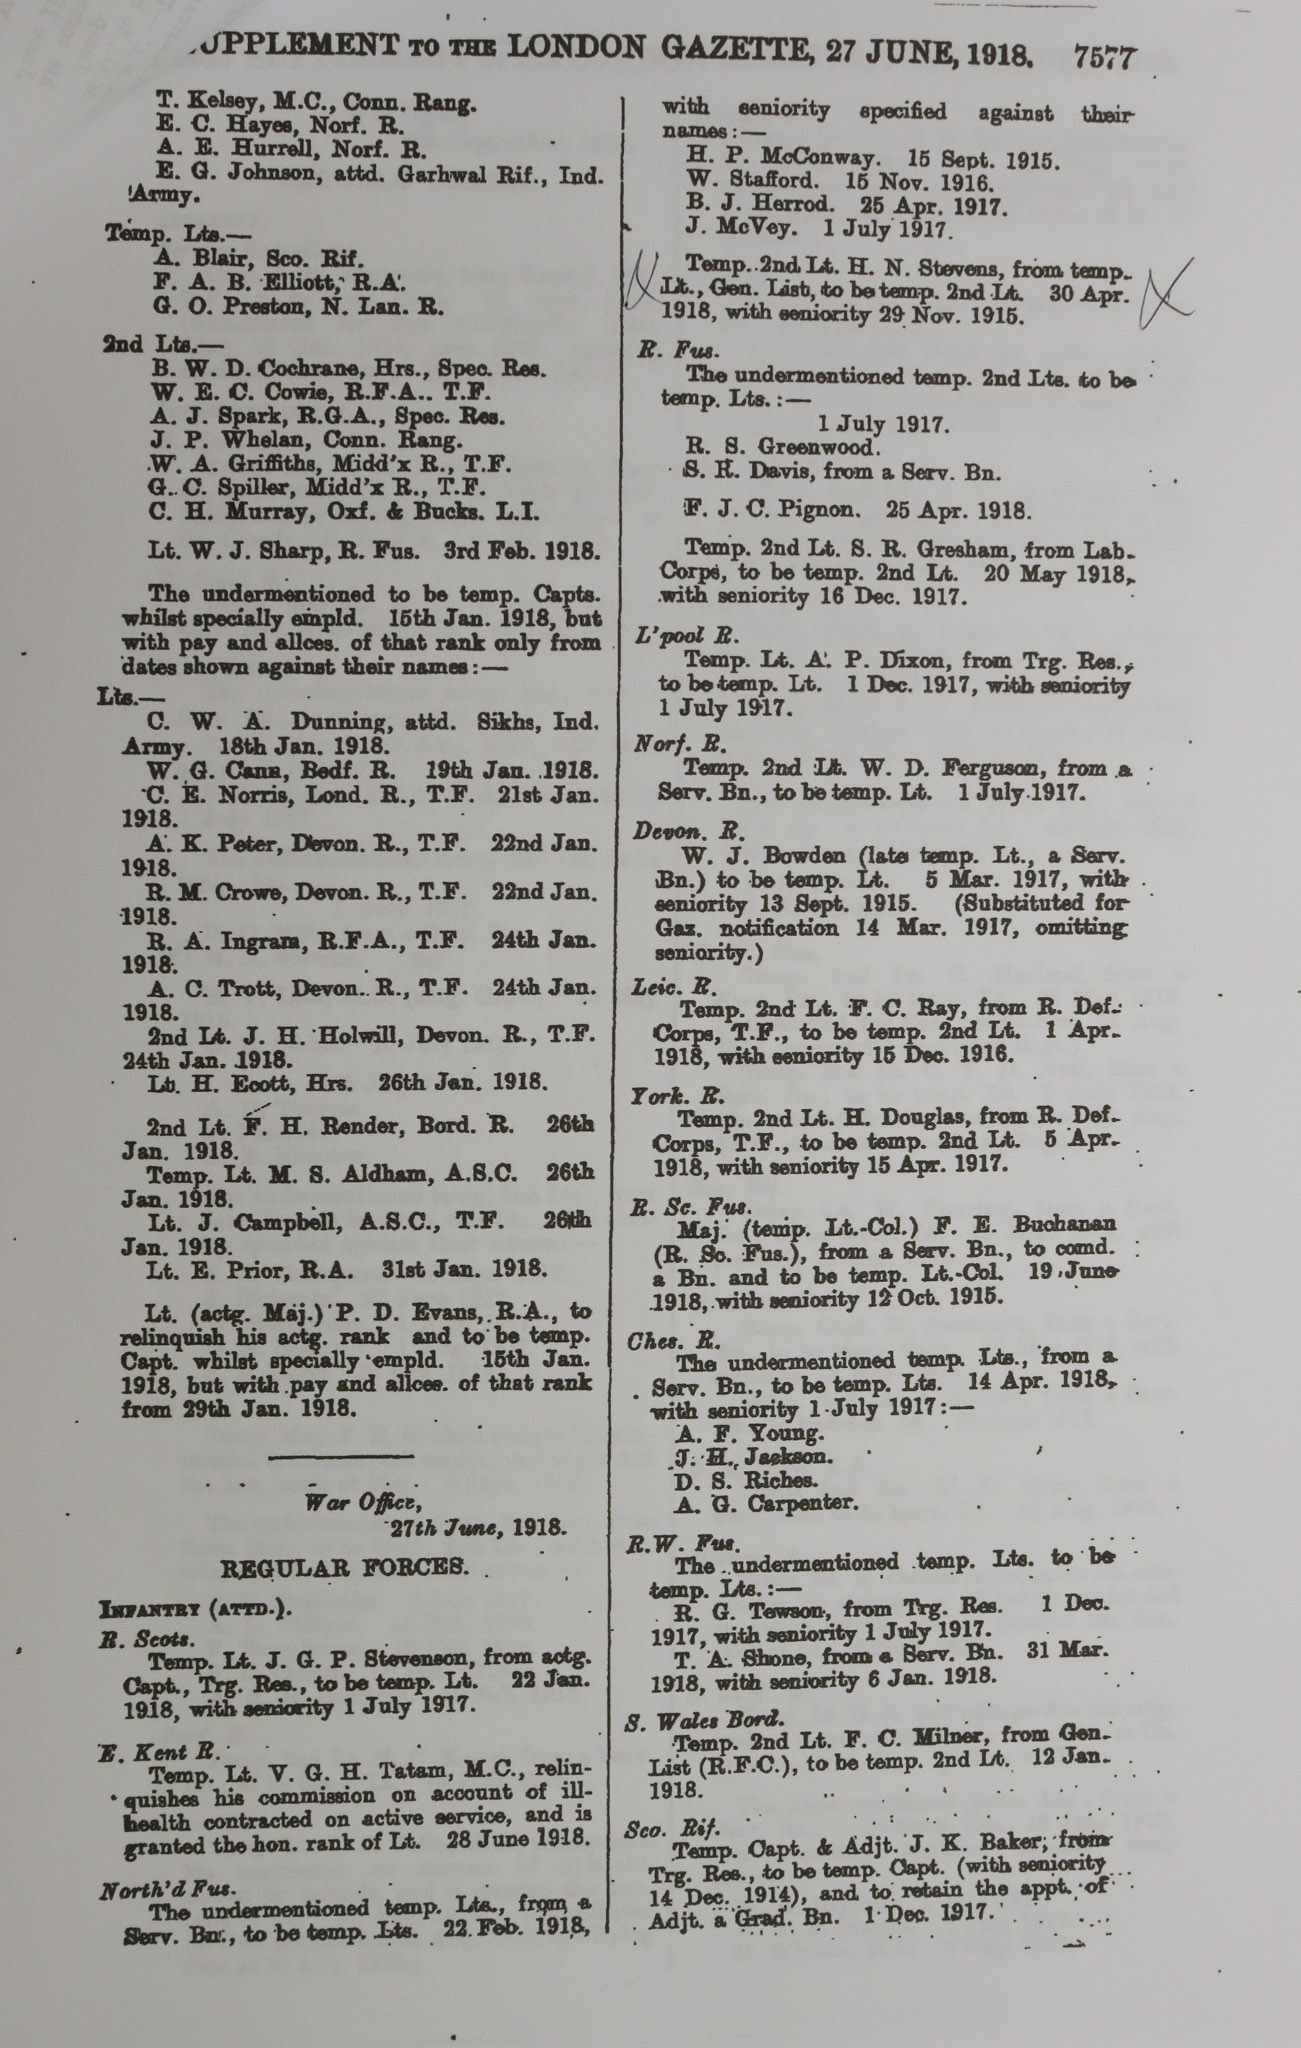 SUPPLEMENT TO THE LONDON GAZETTE, 27 JUNE, 1918. 7577
T. Kelsey, M.C., Conn. Rang.
E. C. Hayes, Norf. R.
A. E. Hurrell, Norf. R.
E. G. Johnson, attd. Garhwal Rif., Ind.
Army.
Temp. Lts.—
A. Blair, Sco. Rif.
F. A. B. Elliott, R.A.
G. O. Preston, N. Lan. R.
2nd Lts.—
B. W. D. Cochrane, Hrs., Spec. Res.
W. E. C. Cowie, R.F.A.. T.F.
A. J. Spark, R.G.A., Spec. Res.
J. P. Whelan, Conn. Rang.
W. A. Griffiths, Midd'x R., T.F.
G. C. Spiller, Midd'x R., T.F.
C. H. Murray, Oxf. & Bucks. L.I.
Lt. W. J. Sharp, R. Fus. 3rd Feb. 1918.
The undermentioned to be temp. Capts.
whilst specially empld. 15th Jan. 1918, but
with pay and allces. of that rank only from
dates shown against their names:—
Lts.—
C. W. A. Dunning, attd. Sikhs, Ind.
Army. 18th Jan. 1918.
W. G. Cann, Bedf. R. 19th Jan. 1918.
C. E. Norris, Lond. R., T.F. 21st Jan.
1918.
A. K. Peter, Devon. R., T.F. 22nd Jan.
1918.
R. M. Crowe, Devon. R., T.F. 22nd Jan.
1918.
R. A. Ingram, R.F.A., T.F. 24th Jan.
1918.
A. C. Trott, Devon. R., T.F. 24th Jan.
1918.
2nd Lt. J. H. Holwill, Devon. R., T.F.
24th Jan. 1918.
Lt. H. Ecott, Hrs. 26th Jan. 1918.
2nd Lt. F. H. Render, Bord. R. 26th
Jan. 1918.
Temp. Lt. M. S. Aldham, A.S.C. 26th
Jan. 1918.
Lt. J. Campbell, A.S.C., T.F. 26th
Jan. 1918.
Lt. E. Prior, R.A. 31st Jan. 1918.
Lt. (actg. Maj.) P. D. Evans, R.A., to
relinquish his actg. rank and to be temp.
Capt. whilst specially empld. 15th Jan.
1918, but with pay and allces. of that rank
from 29th Jan. 1918.
War Office,
27th June, 1918.
REGULAR FORCES.
INFANTRY (ATTD.).
R. Scots.
Temp. Lt. J. G. P. Stevenson, from actg.
Capt., Trg. Res., to be temp. Lt. 22 Jan.
1918, with seniority 1 July 1917.
E. Kent R.
Temp. Lt. V. G. H. Tatam, M.C., relin-
quishes his commission on account of ill-
health contracted on active service, and is
granted the hon. rank of Lt. 28 June 1918.
North'd Fus.
The undermentioned temp. Lts., from a
Serv. Bn., to be temp. Lts. 22 Feb. 1918,
with seniority specified against their
names:—
H. P. McConway. 15 Sept. 1915.
W. Stafford. 15 Nov. 1916.
B. J. Herrod. 25 Apr. 1917.
J. McVey. 1 July 1917.
Temp. 2nd Lt. H. N. Stevens, from temp.
Lt., Gen. List, to be temp. 2nd Lt. 30 Apr.
1918, with seniority 29 Nov. 1915.
R. Fus.
The undermentioned temp. 2nd Lts. to be
temp. Lts.:—
1 July 1917.
R. S. Greenwood.
S. R. Davis, from a Serv. Bn.
F. J. C. Pignon. 25 Apr. 1918.
Temp. 2nd Lt. S. R. Gresham, from Lab.
Corps, to be temp. 2nd Lt. 20 May 1918,
with seniority 16 Dec. 1917.
L'pool R.
Temp. Lt. A. P. Dixon, from Trg. Res.,
to be temp. Lt. 1 Dec. 1917, with seniority
1 July 1917.
Norf. R.
Temp. 2nd Lt. W. D. Ferguson, from a
Serv. Bn., to be temp. Lt. 1 July 1917.
Devon. R.
W. J. Bowden (late temp. Lt., a Serv.
Bn.) to be temp. Lt. 5 Mar. 1917, with
seniority 13 Sept. 1915. (Substituted for
Gaz. notification 14 Mar. 1917, omitting
seniority.)
Leic. R.
Temp. 2nd Lt. F. C. Ray, from R. Def.
Corps, T.F., to be temp. 2nd Lt. 1 Apr.
1918, with seniority 15 Dec. 1916.
York. R.
Temp. 2nd Lt. H. Douglas, from R. Def.
Corps, T.F., to be temp. 2nd Lt. 5 Apr.
1918, with seniority 15 Apr. 1917.
R. Sc. Fus.
Maj. (temp. Lt.-Col.) F. E. Buchanan
(R. Sc. Fus.), from a Serv. Bn., to comd.
a Bn. and to be temp. Lt.-Col. 19 June
1918, with seniority 12 Oct. 1915.
Ches. R.
The undermentioned temp. Lts., from a
Serv. Bn., to be temp. Lts. 14 Apr. 1918,
with seniority 1 July 1917:—
A. F. Young.
J. H. Jackson.
D. S. Riches.
A. G. Carpenter.
R.W. Fus.
The undermentioned temp. Lts. to be
temp. Lts.:—
R. G. Tewson, from Trg. Res. 1 Dec.
1917, with seniority 1 July 1917.
T. A. Shone, from a Serv. Bn. 31 Mar.
1918, with seniority 6 Jan. 1918.
S. Wales Bord.
Temp. 2nd Lt. F. C. Milner, from Gen.
List (R.F.C.), to be temp. 2nd Lt. 12 Jan.
1918.
Sco. Rif.
Temp. Capt. & Adjt. J. K. Baker, from
Trg. Res., to be temp. Capt. (with seniority
14 Dec. 1914), and to retain the appt. of
Adjt. a Grad. Bn. 1 Dec. 1917.